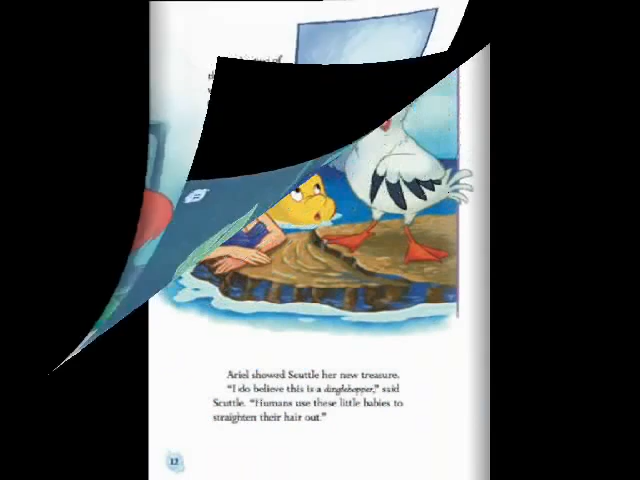 of
Ariel showed Scuttle her new treasure.
"I do believe this is a dinglehopper," said
Scuttle. "Humans use these little babies to
straighten their hair out."
12